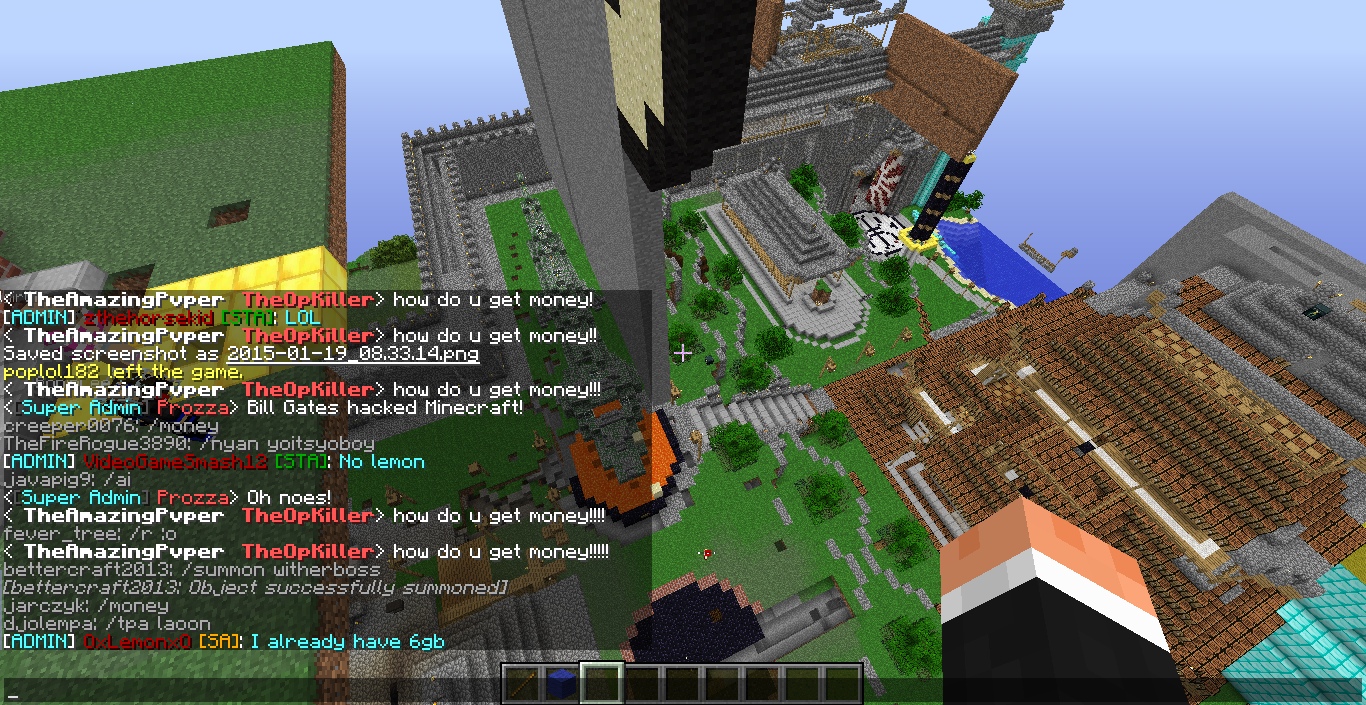 < TheAmazingPvper TheOpKiller> how do u get money!
[ADMIN] zthehorsekid [STA]: LOL
< TheAmazingPvper TheOpKiller> how do u get money!!
Saved screenshot as 2015-01-19_08.33.14.png
poplol182 left the game.
< TheAmazingPvper TheOpKiller> how do u get money!!!
<[Super Admin] Prozza> Bill Gates hacked Minecraft!
creeper0076: /money
TheFireRogue3890: /nyan yoitsyoboy
[ADMIN] VideoGameSmash12 [STA]: No lemon
javapig9: /ai
<[Super Admin] Prozza> Oh noes!
< TheAmazingPvper TheOpKiller> how do u get money!!!!
fever_tree: /r :o
< TheAmazingPvper TheOpKiller> how do u get money!!!!!
bettercraft2013: /summon witherboss
[bettercraft2013: Object successfully summoned]
jarczyk: /money
djolempa: /tpa laoon
[ADMIN] 0xLemonx0 [SA]: I already have 6gb
_